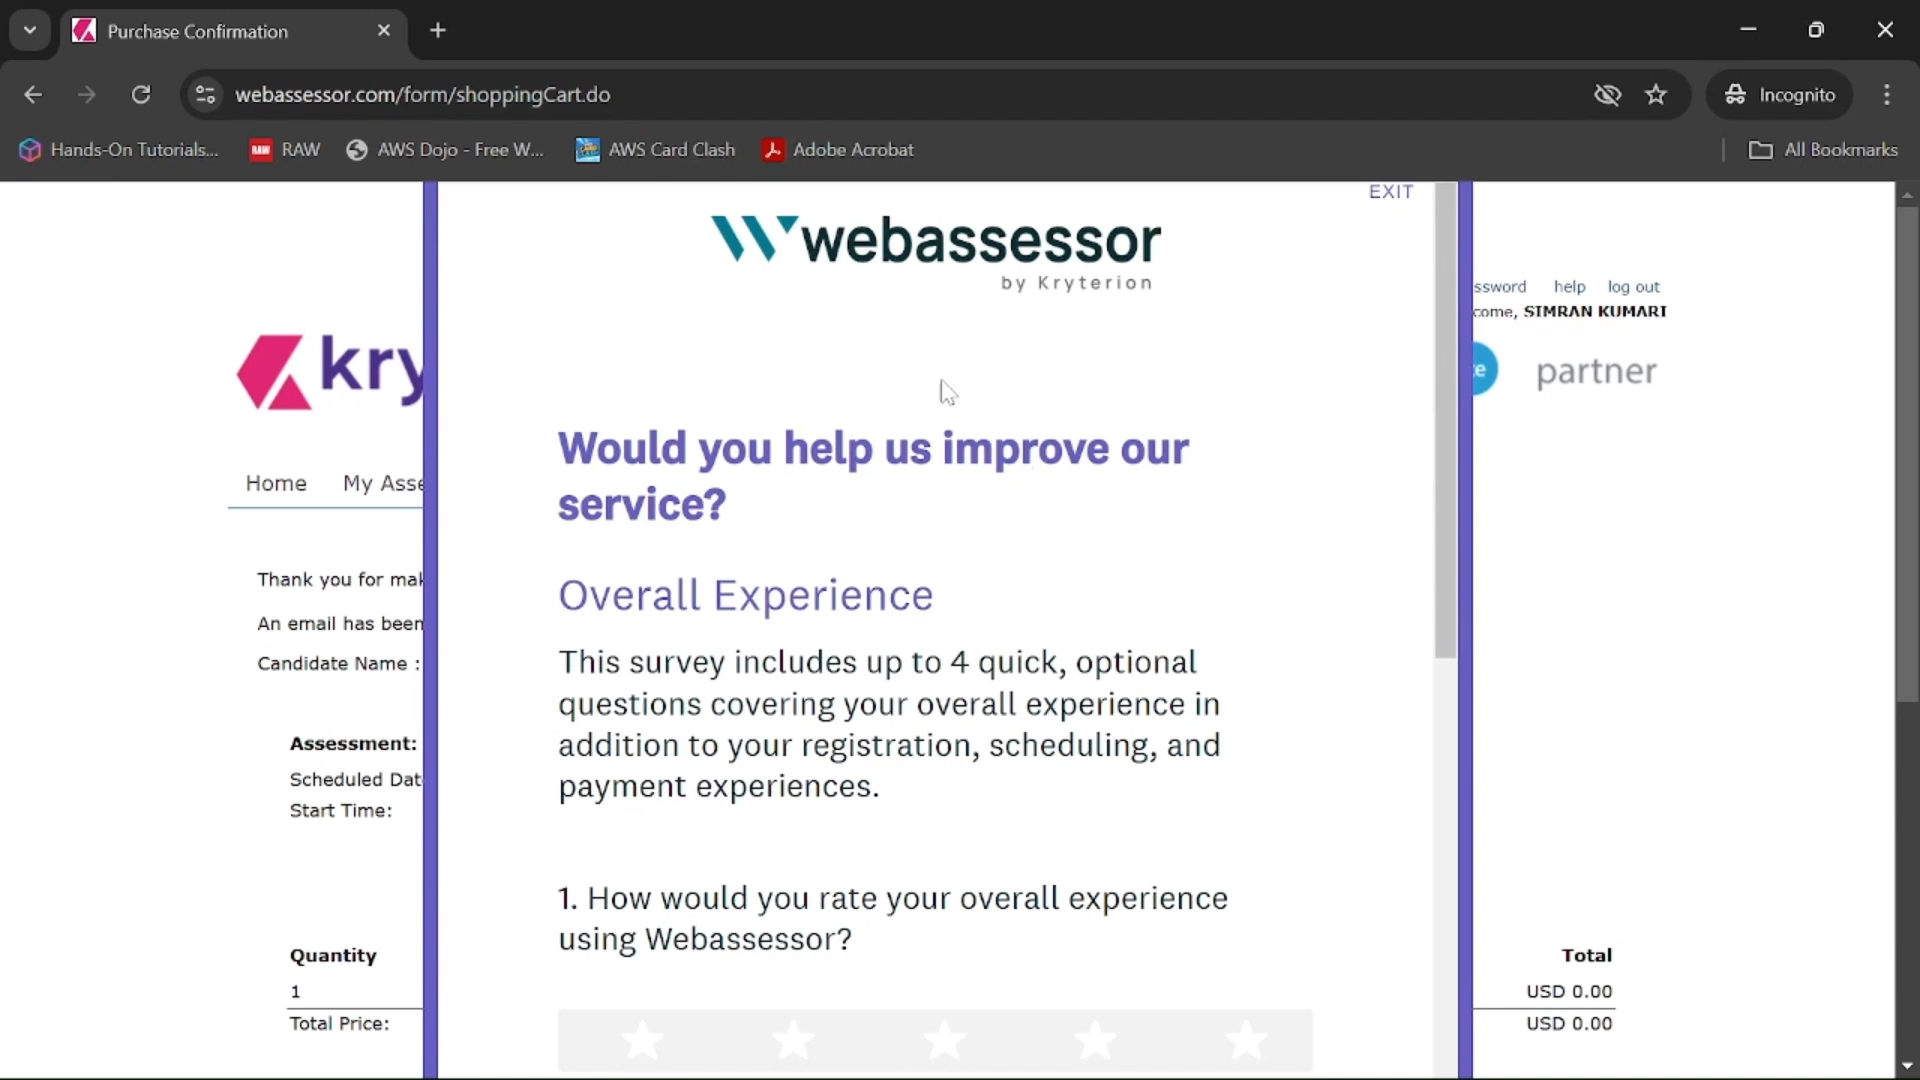 Purchase Confirmation
webassessor.com/form/shoppingCart.do
Incognito
Hands-On Tutorials...
RAW
AWS Dojo - Free W...
AWS Card Clash
Adobe Acrobat
All Bookmarks
EXIT
webassessor
by Kryterion
ssword help log out
come, SIMRAN KUMARI
kry
e partner
Home My Asse
Would you help us improve our
service?
Thank you for mak
An email has been
Candidate Name :
Overall Experience
This survey includes up to 4 quick, optional
questions covering your overall experience in
addition to your registration, scheduling, and
payment experiences.
Assessment:
Scheduled Dat
Start Time:
1. How would you rate your overall experience
using Webassessor?
Quantity Total
1 USD 0.00
Total Price: USD 0.00